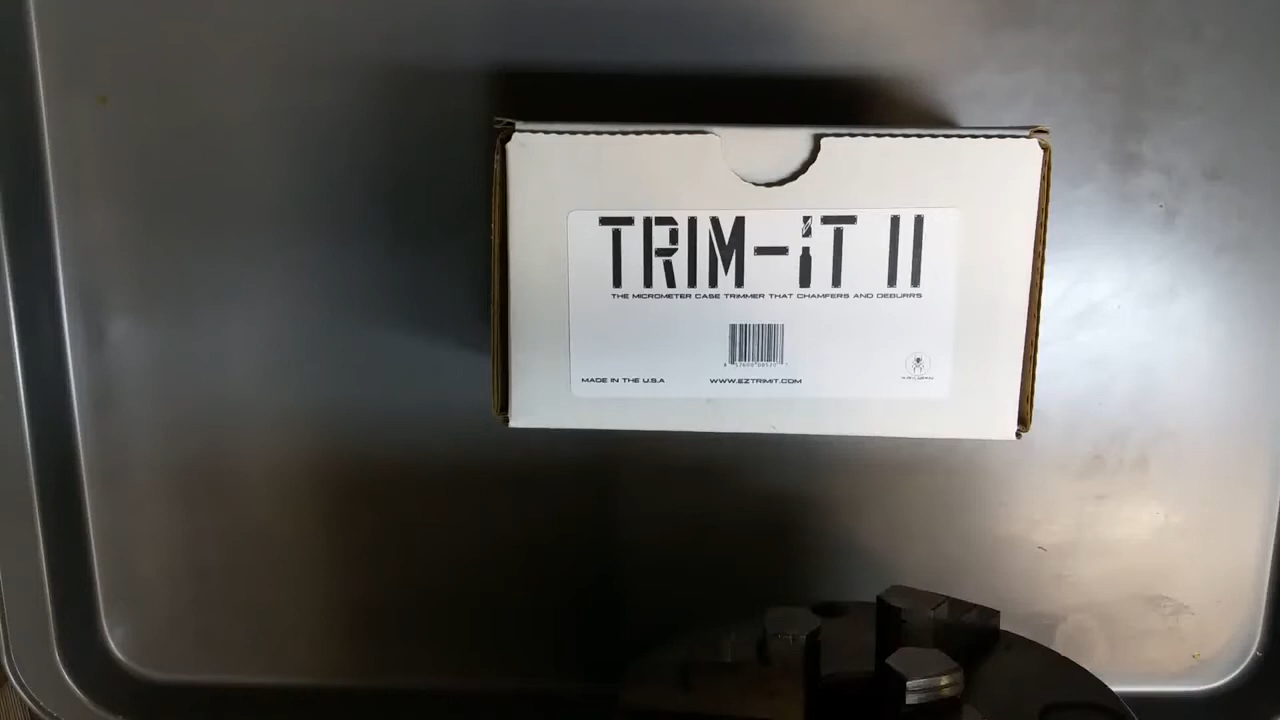 TRIM-IT II
THE MICROMETER CASE TRIMMER THAT CHAMFERS AND DEBURRS
MADE IN THE U.S.A
WWW.EZTRIMIT.COM